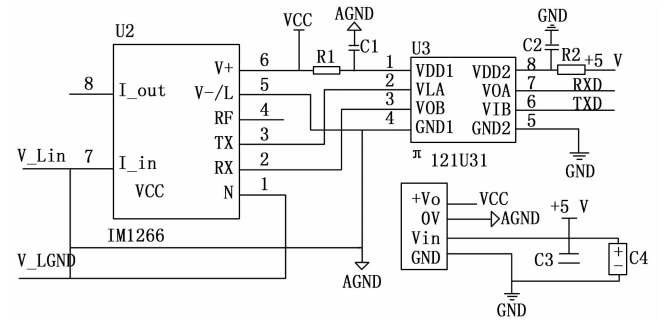 VCC AGND GND
U2 R1 C1 U3 C2 R2 +5 V
V+ 6 1 VDD1 VDD2 8
8 I_out V-/L 5 2 VLA VOA 7 RXD
RF 4 3 VOB VIB 6 TXD
TX 3 4 GND1 GND2 5
V_Lin 7 I_in RX 2 π 121U31 GND
VCC N 1
IM1266
V_LGND
AGND
+Vo VCC
0V AGND +5 V
Vin
GND C3 + − C4
GND